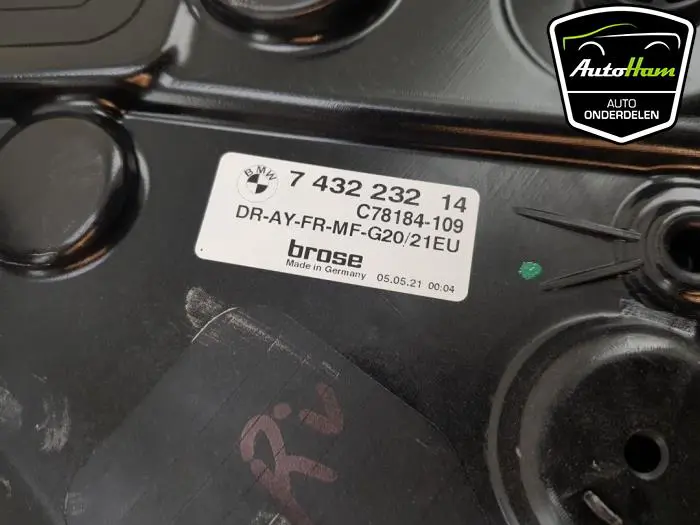 AutoHam
AUTO
ONDERDELEN
BMW
7 432 232 14
C78184-109
DR-AY-FR-MF-G20/21EU
brose
Made in Germany 05.05.21 00:04
RV